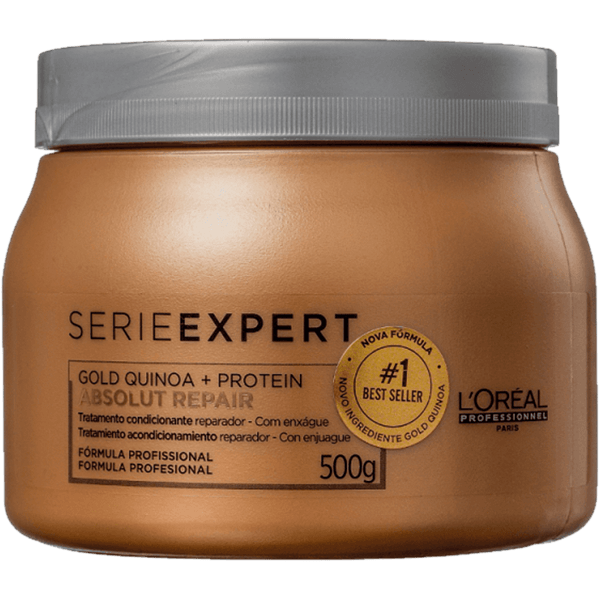 SERIEEXPERT
GOLD QUINOA + PROTEIN
ABSOLUT REPAIR
Tratamento condicionante reparador - Com enxágue
Tratamiento acondicionamiento reparador - Con enjuague
FÓRMULA PROFISSIONAL
FORMULA PROFESIONAL
500g
NOVA FÓRMULA
#1
BEST SELLER
NOVO INGREDIENTE GOLD QUINOA
L'ORÉAL
PROFESSIONNEL
PARIS